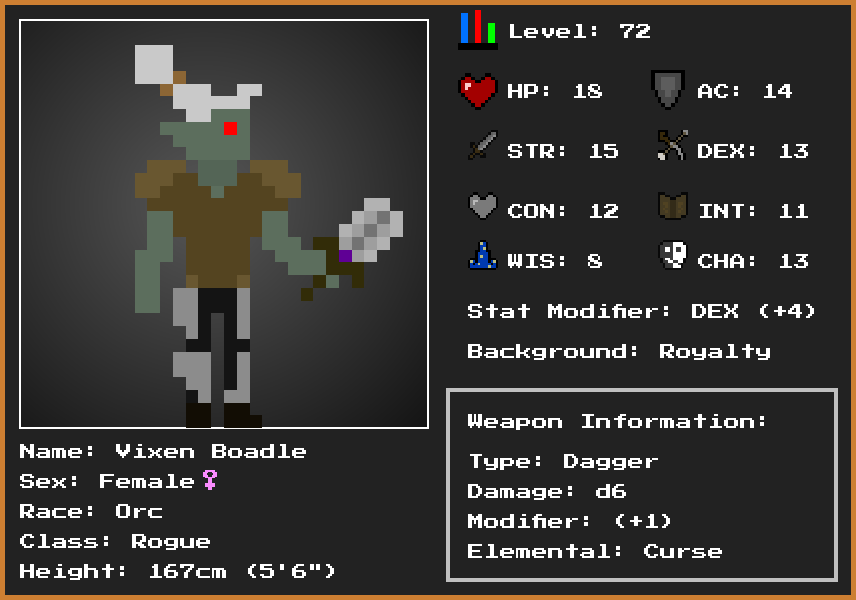 Level: 72
HP: 18 AC: 14
STR: 15 DEX: 13
CON: 12 INT: 11
WIS: 8 CHA: 13
Stat Modifier: DEX (+4)
Background: Royalty
Weapon Information:
Type: Dagger
Damage: d6
Modifier: (+1)
Elemental: Curse
Name: Vixen Boadle
Sex: Female♀
Race: Orc
Class: Rogue
Height: 167cm (5'6")